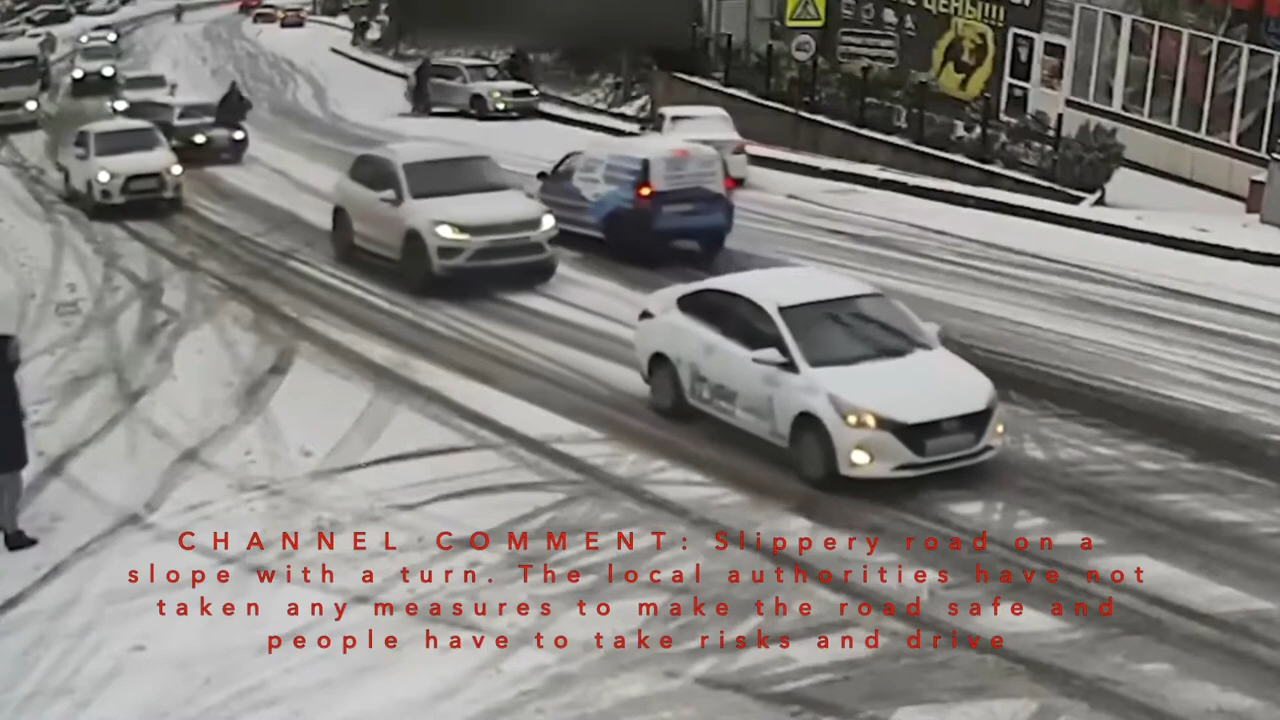 ЦЕНЫ!!!
CHANNEL COMMENT: Slippery road on a
slope with a turn. The local authorities have not
taken any measures to make the road safe and
people have to take risks and drive